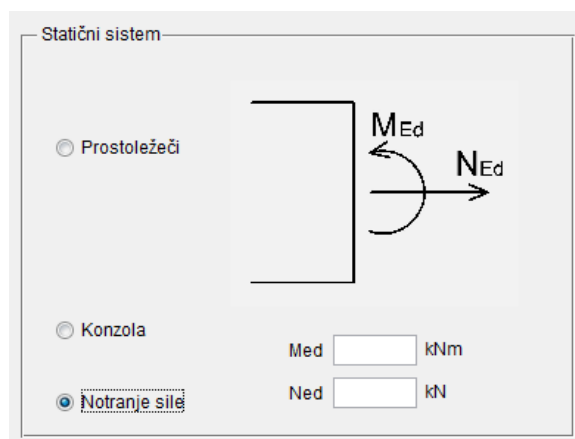 Statični sistem
MEd
Prostoležeči
NEd
Konzola
Med kNm
Notranje sile
Ned kN